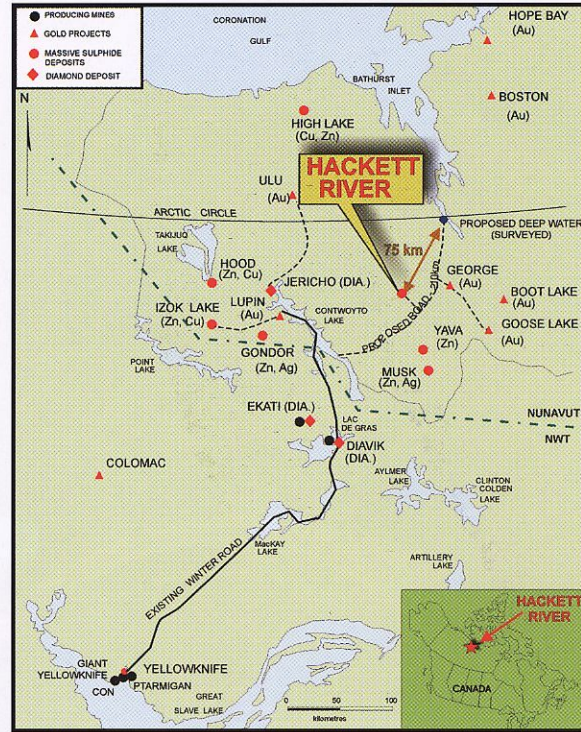 PRODUCING MINES
GOLD PROJECTS
MASSIVE SULPHIDE
DEPOSITS
DIAMOND DEPOSIT
N
CORONATION
GULF
HOPE BAY
(Au)
BATHURST
INLET
BOSTON
(Au)
HIGH LAKE
(Cu, Zn)
HACKETT
RIVER
ULU
(Au)
ARCTIC CIRCLE
TAKIJUQ
LAKE
PROPOSED DEEP WATER
(SURVEYED)
75 km
HOOD
(Zn, Cu)
JERICHO (DIA.)
GEORGE
(Au)
BOOT LAKE
(Au)
IZOK LAKE
(Zn, Cu)
LUPIN
(Au)
CONTWOYTO
LAKE
PROPOSED ROAD
GOOSE LAKE
(Au)
YAVA
(Zn)
POINT
LAKE
GONDOR
(Zn, Ag)
MUSK
(Zn, Ag)
EKATI (DIA.)
LAC
DE GRAS
NUNAVUT
NWT
DIAVIK
(DIA.)
COLOMAC
AYLMER
LAKE
CLINTON
COLDEN
LAKE
MacKAY
LAKE
ARTILLERY
LAKE
EXISTING WINTER ROAD
HACKETT
RIVER
CANADA
GIANT
YELLOWKNIFE
YELLOWKNIFE
CON
PTARMIGAN
GREAT
SLAVE LAKE
0 50 100
kilometres